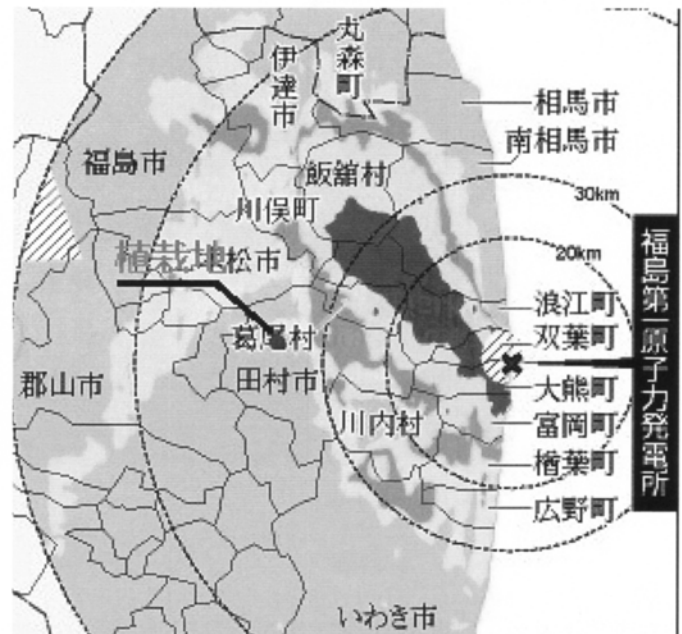 丸森町
伊達市
相馬市
南相馬市
福島市
飯舘村
30km
川俣町
20km
植栽地
松市
浪江町
双葉町
葛尾村
福島第一原子力発電所
大熊町
田村市
郡山市
川内村
富岡町
楢葉町
広野町
いわき市